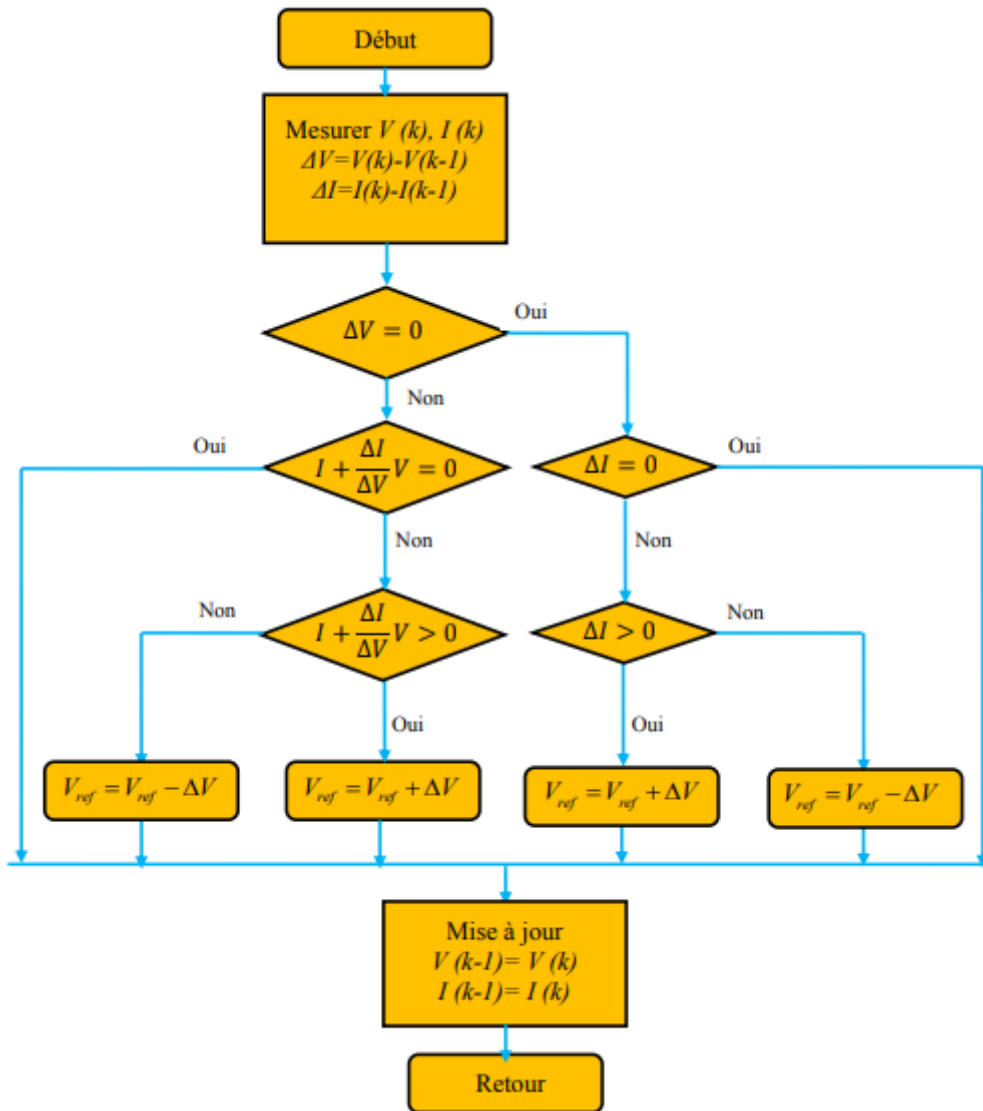 Début
Mesurer V (k), I (k)
ΔV=V(k)-V(k-1)
ΔI=I(k)-I(k-1)
ΔV = 0
Oui
Non
Oui
I + ΔI/ΔV V = 0
ΔI = 0
Oui
Non
Non
Non
I + ΔI/ΔV V > 0
ΔI > 0
Non
Oui
Oui
V_ref = V_ref − ΔV
V_ref = V_ref + ΔV
V_ref = V_ref + ΔV
V_ref = V_ref − ΔV
Mise à jour
V (k-1)= V (k)
I (k-1)= I (k)
Retour